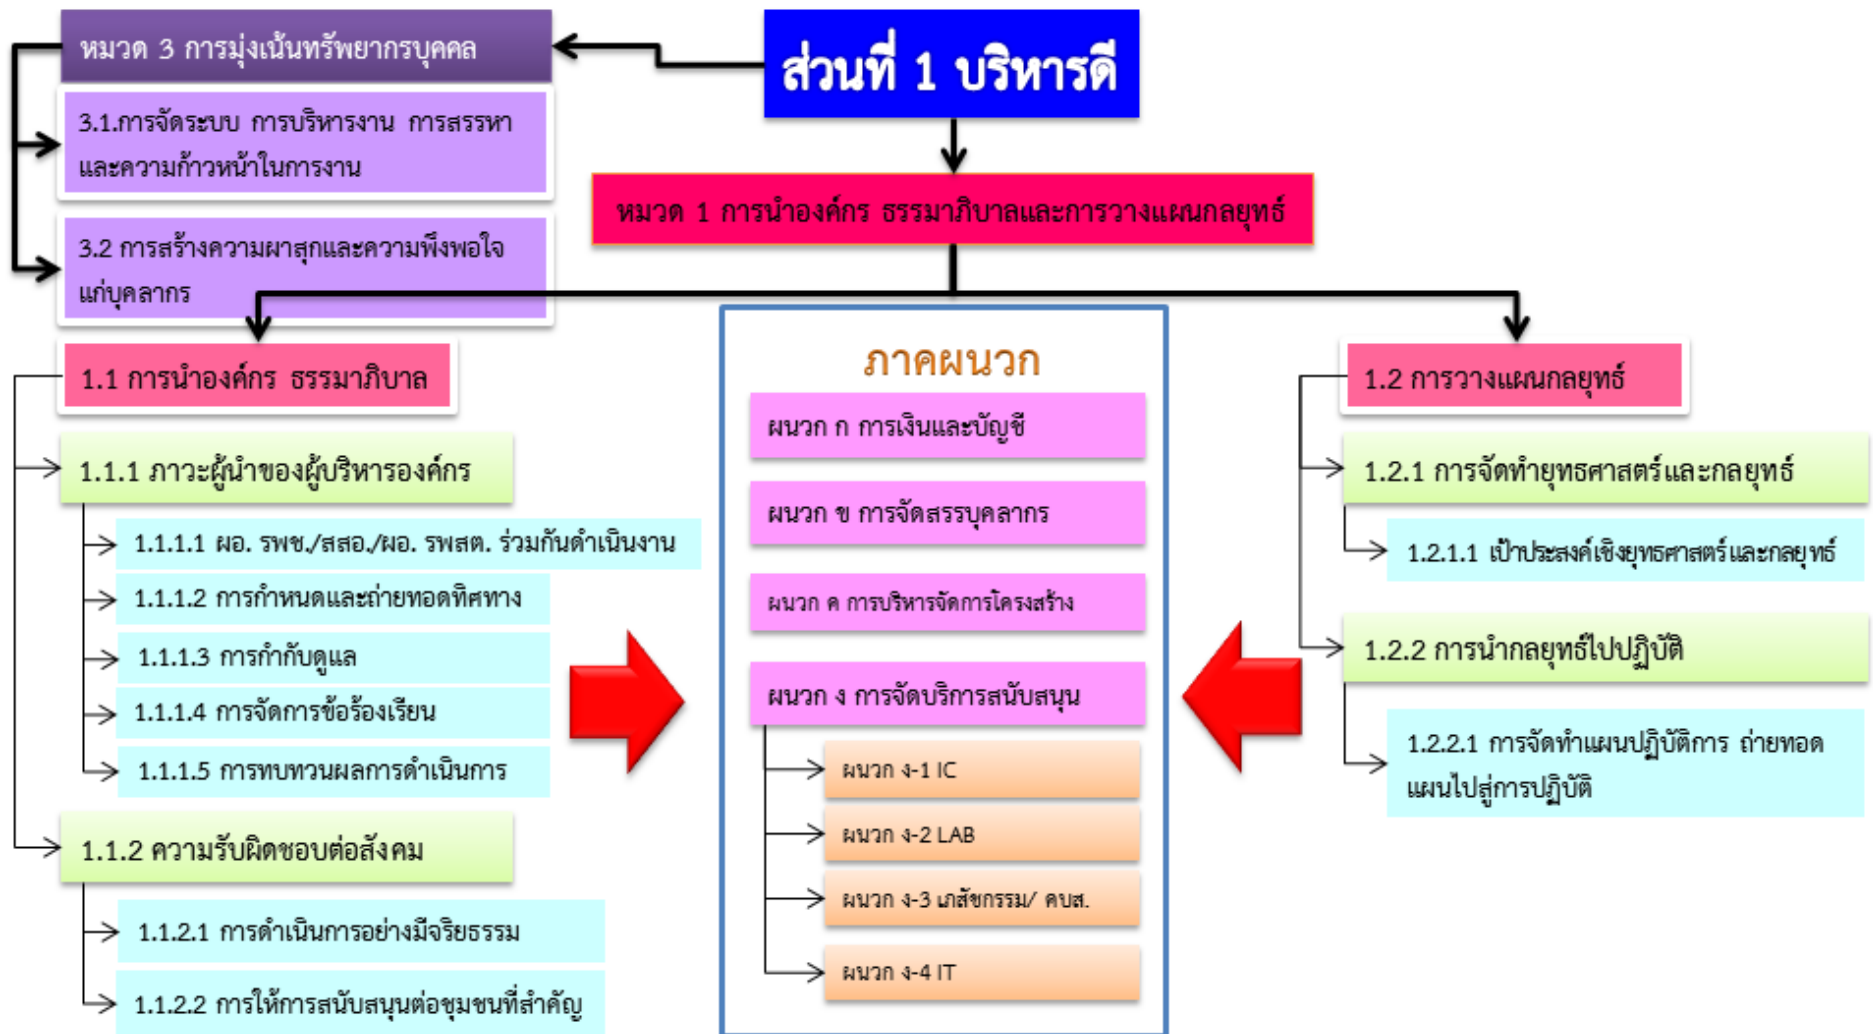 ส่วนที่ 1 บริหารดี
หมวด 3 การมุ่งเน้นทรัพยากรบุคคล
3.1.การจัดระบบ การบริหารงาน การสรรหา
และความก้าวหน้าในการงาน
3.2 การสร้างความผาสุกและความพึงพอใจ
แก่บุคลากร
หมวด 1 การนำองค์กร ธรรมาภิบาลและการวางแผนกลยุทธ์
1.1 การนำองค์กร ธรรมาภิบาล
1.1.1 ภาวะผู้นำของผู้บริหารองค์กร
1.1.1.1 ผอ. รพช./สสอ./ผอ. รพสต. ร่วมกันดำเนินงาน
1.1.1.2 การกำหนดและถ่ายทอดทิศทาง
1.1.1.3 การกำกับดูแล
1.1.1.4 การจัดการข้อร้องเรียน
1.1.1.5 การทบทวนผลการดำเนินการ
1.1.2 ความรับผิดชอบต่อสังคม
1.1.2.1 การดำเนินการอย่างมีจริยธรรม
1.1.2.2 การให้การสนับสนุนต่อชุมชนที่สำคัญ
ภาคผนวก
ผนวก ก การเงินและบัญชี
ผนวก ข การจัดสรรบุคลากร
ผนวก ค การบริหารจัดการโครงสร้าง
ผนวก ง การจัดบริการสนับสนุน
ผนวก ง-1 IC
ผนวก ง-2 LAB
ผนวก ง-3 เภสัชกรรม/ คบส.
ผนวก ง-4 IT
1.2 การวางแผนกลยุทธ์
1.2.1 การจัดทำยุทธศาสตร์และกลยุทธ์
1.2.1.1 เป้าประสงค์เชิงยุทธศาสตร์และกลยุทธ์
1.2.2 การนำกลยุทธ์ไปปฏิบัติ
1.2.2.1 การจัดทำแผนปฏิบัติการ ถ่ายทอด
แผนไปสู่การปฏิบัติ